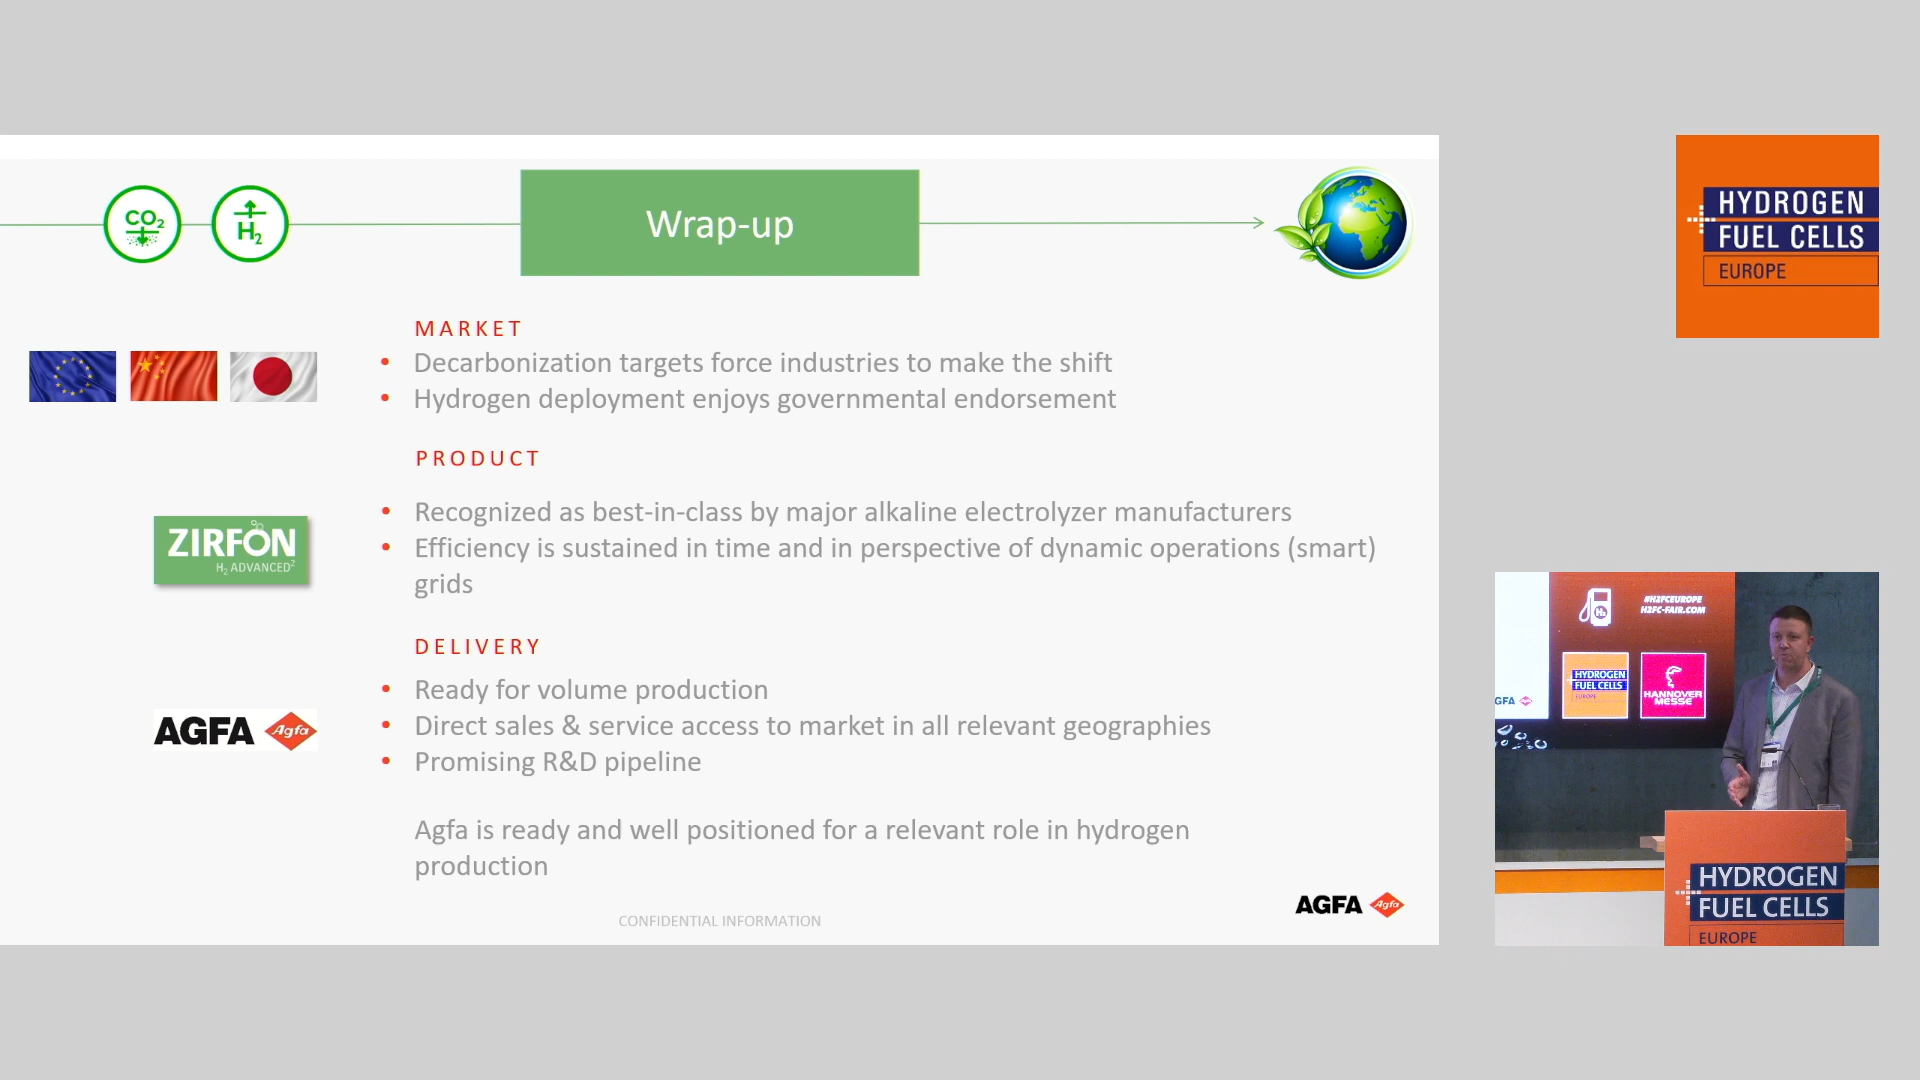 CO2
H2
Wrap-up
MARKET
• Decarbonization targets force industries to make the shift
• Hydrogen deployment enjoys governmental endorsement
PRODUCT
ZIRFON
H2 ADVANCED2
• Recognized as best-in-class by major alkaline electrolyzer manufacturers
• Efficiency is sustained in time and in perspective of dynamic operations (smart)
grids
DELIVERY
AGFA Agfa
• Ready for volume production
• Direct sales & service access to market in all relevant geographies
• Promising R&D pipeline
Agfa is ready and well positioned for a relevant role in hydrogen
production
CONFIDENTIAL INFORMATION
AGFA Agfa
HYDROGEN
FUEL CELLS
EUROPE
H2
#H2FCEUROPE
H2FC-FAIR.COM
HYDROGEN
FUEL CELLS
EUROPE
HANNOVER
MESSE
GFA
HYDROGEN
FUEL CELLS
EUROPE